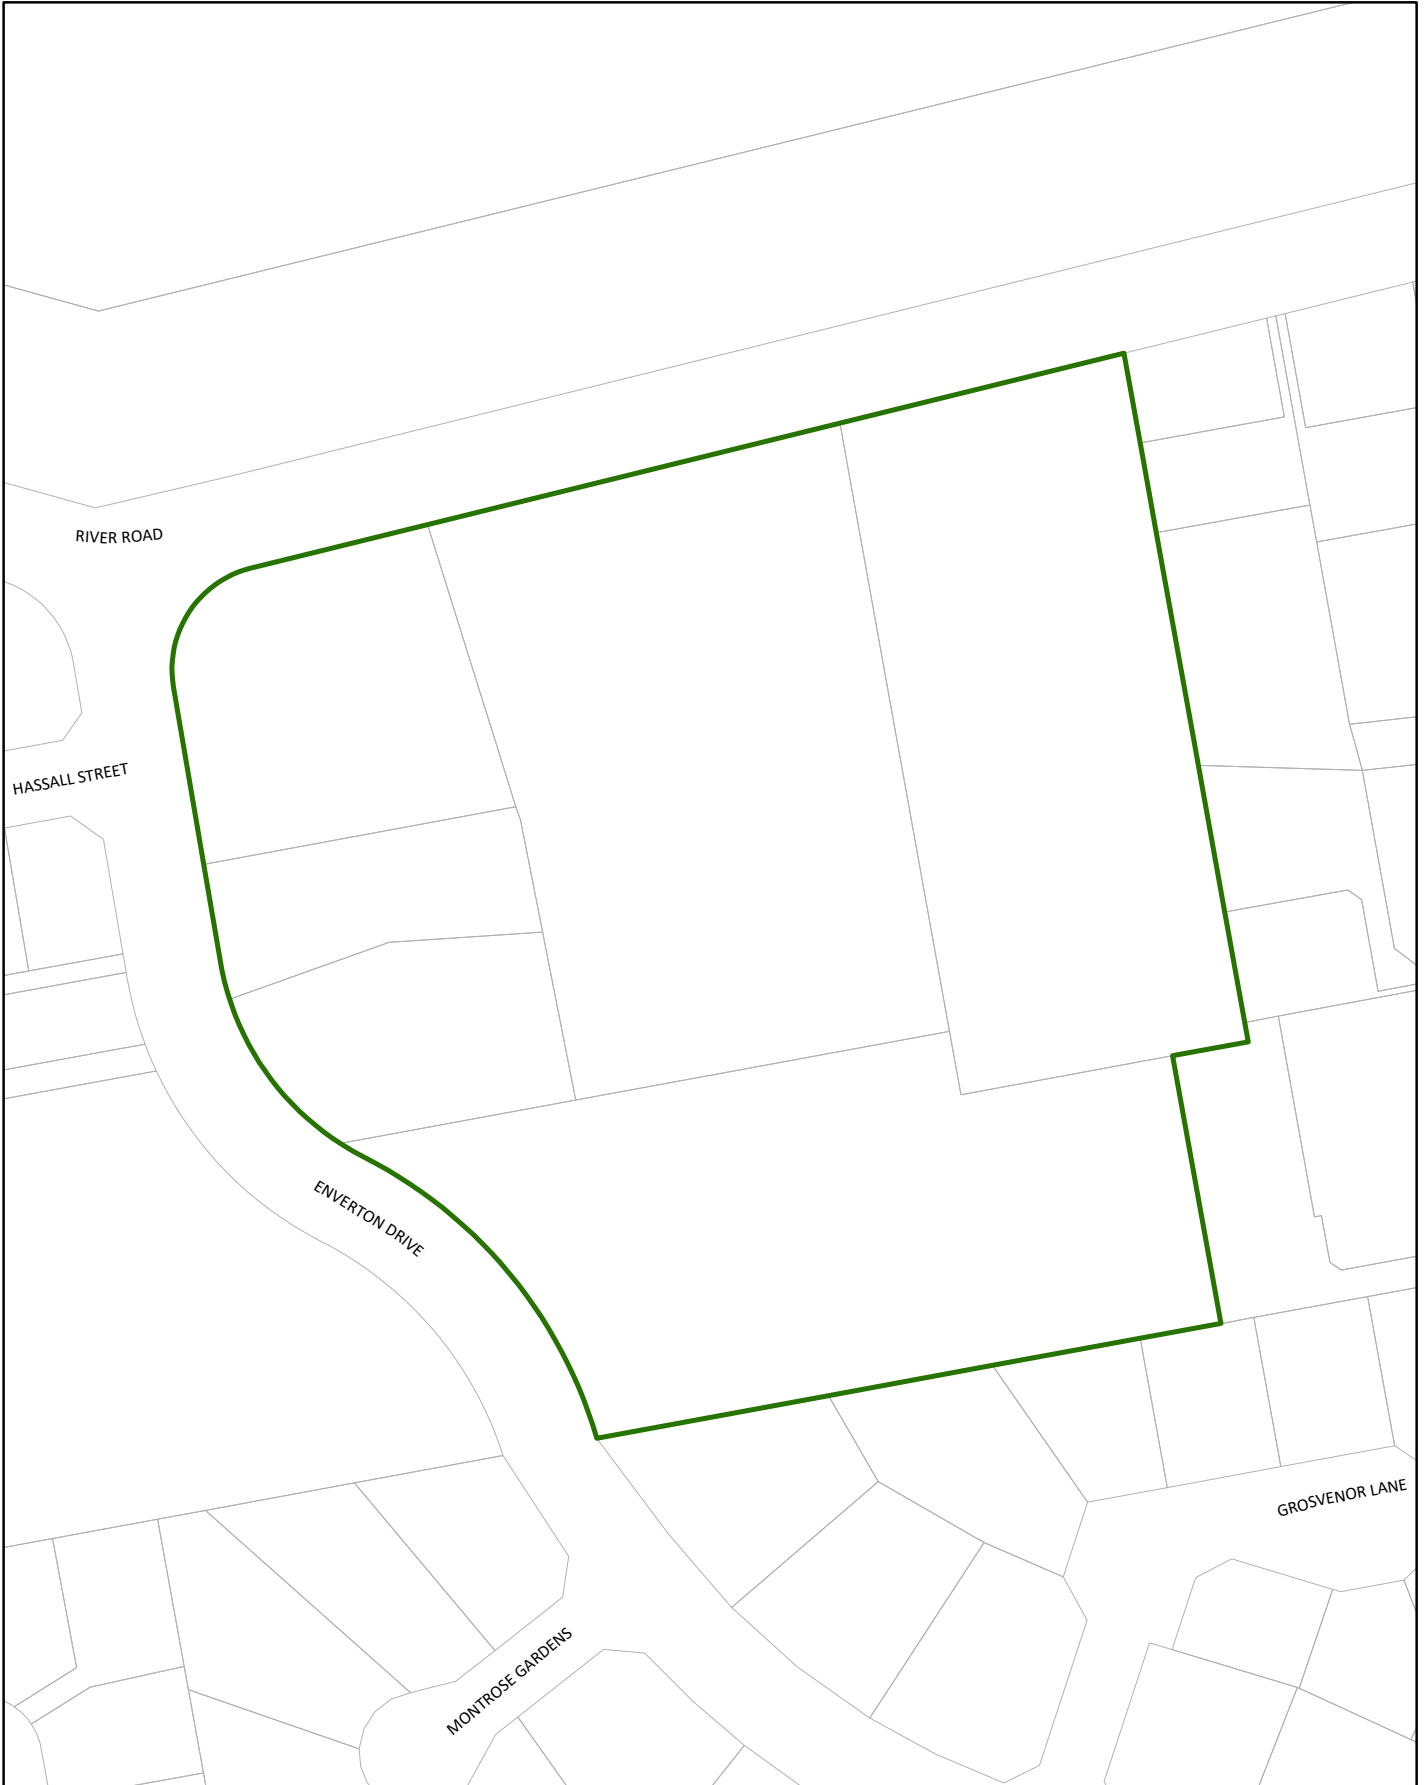 RIVER ROAD
HASSALL STREET
ENVERTON DRIVE
GROSVENOR LANE
MONTROSE GARDENS